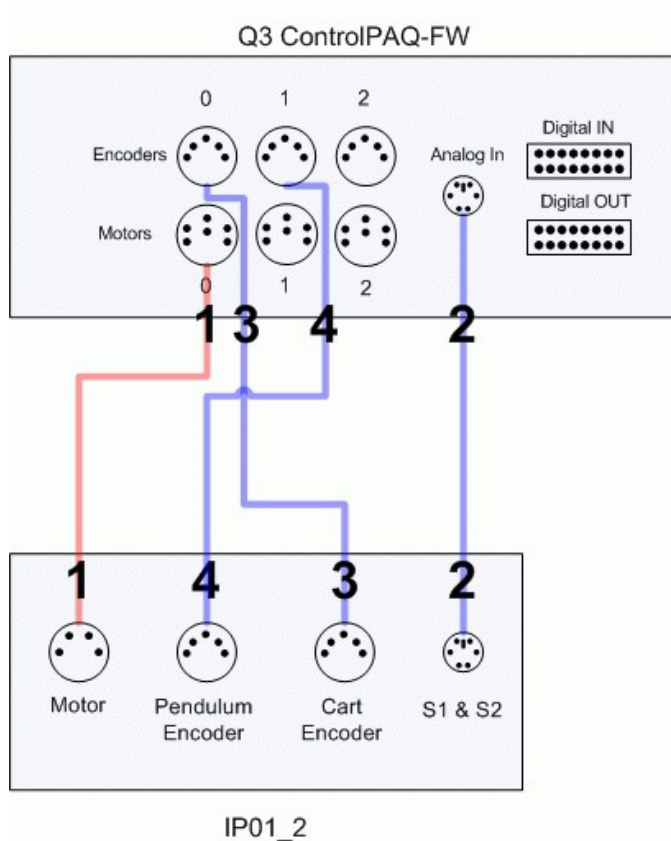 Q3 ControlPAQ-FW
0 1 2
Encoders
Analog In
Digital IN
Motors
Digital OUT
0 1 2
1 3 4 2
1 4 3 2
Motor
Pendulum
Encoder
Cart
Encoder
S1 & S2
IP01_2